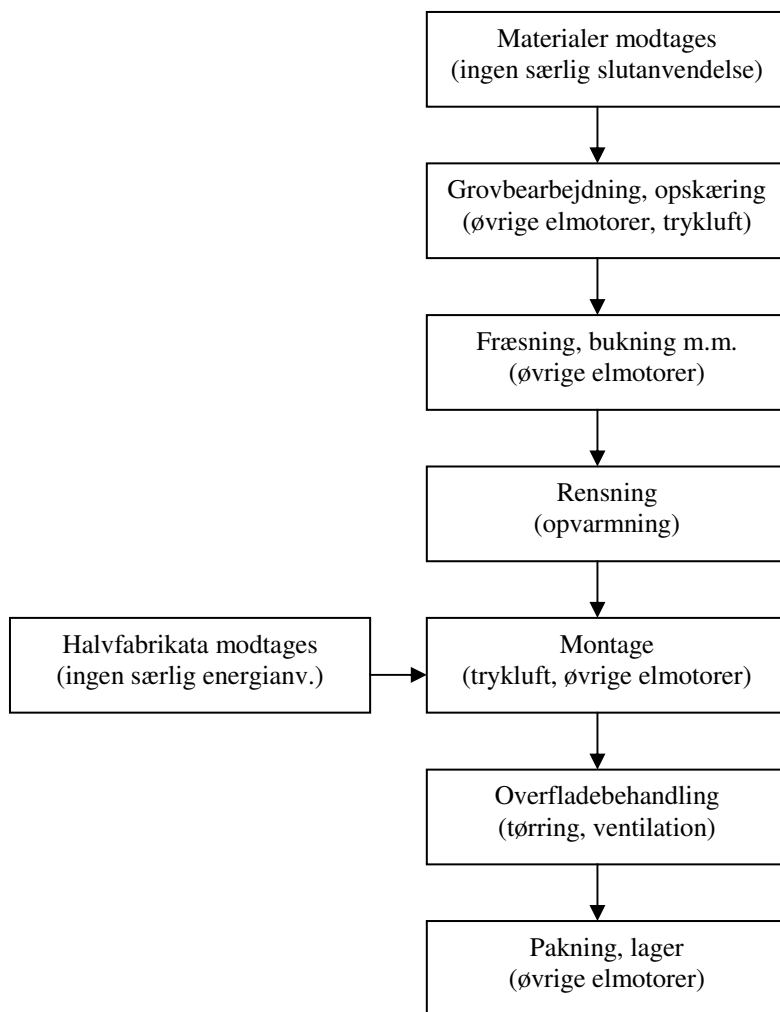 Materialer modtages
(ingen særlig slutanvendelse)
Grovbearbejdning, opskæring
(øvrige elmotorer, trykluft)
Fræsning, bukning m.m.
(øvrige elmotorer)
Rensning
(opvarmning)
Halvfabrikata modtages
(ingen særlig energianv.)
Montage
(trykluft, øvrige elmotorer)
Overfladebehandling
(tørring, ventilation)
Pakning, lager
(øvrige elmotorer)